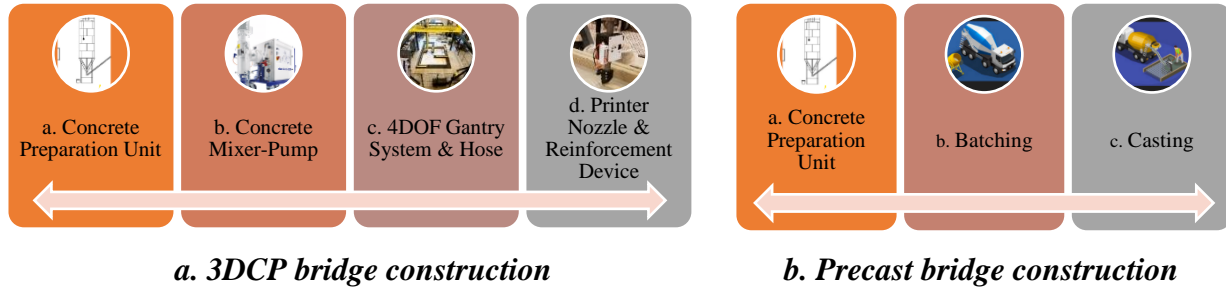 a. Concrete
Preparation Unit
b. Concrete
Mixer-Pump
c. 4DOF Gantry
System & Hose
d. Printer
Nozzle &
Reinforcement
Device
a. 3DCP bridge construction
a. Concrete
Preparation
Unit
b. Batching
c. Casting
b. Precast bridge construction